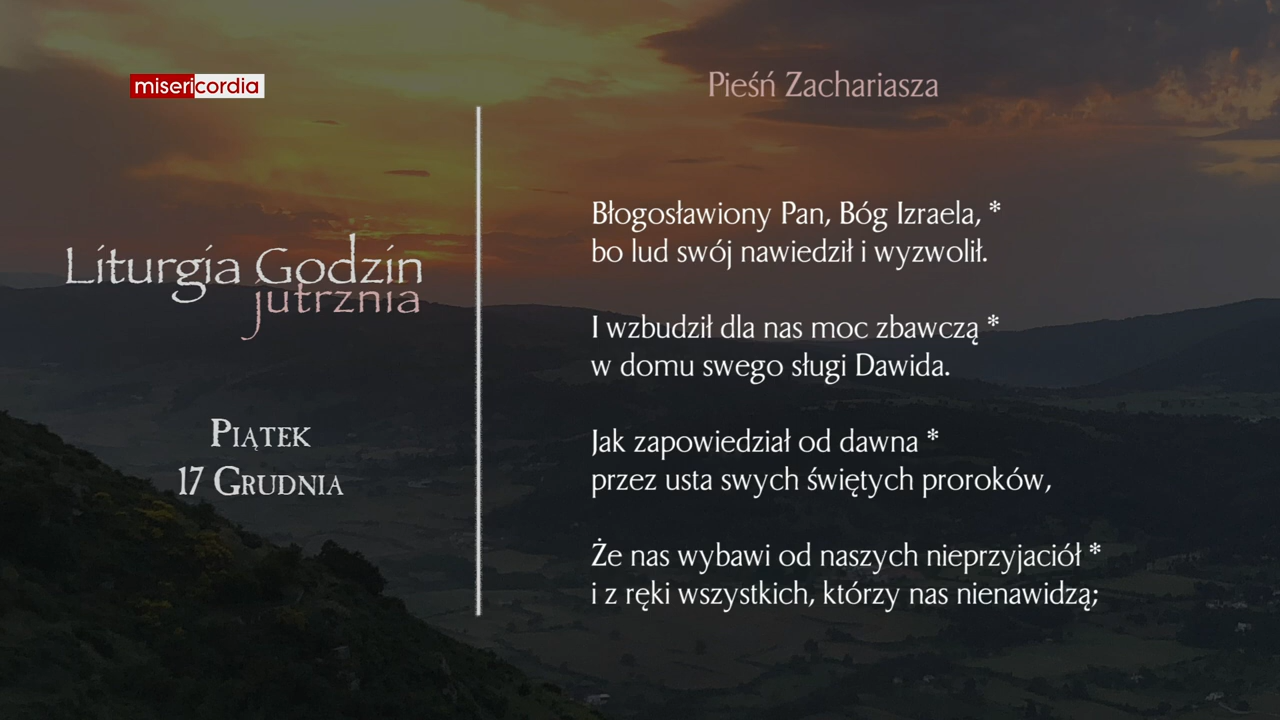 misericordia
Liturgia Godzin
jutrznia
Piątek
17 Grudnia
Pieśń Zachariasza
Błogosławiony Pan, Bóg Izraela, *
bo lud swój nawiedził i wyzwolił.
I wzbudził dla nas moc zbawczą *
w domu swego sługi Dawida.
Jak zapowiedział od dawna *
przez usta swych świętych proroków,
Że nas wybawi od naszych nieprzyjaciół *
i z ręki wszystkich, którzy nas nienawidzą;